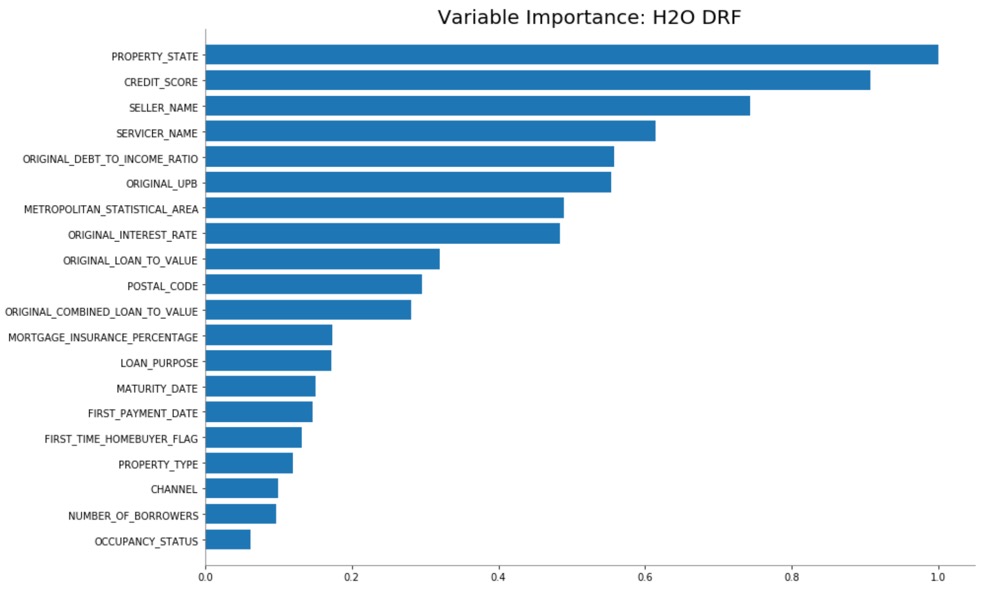 Variable Importance: H2O DRF
PROPERTY_STATE
CREDIT_SCORE
SELLER_NAME
SERVICER_NAME
ORIGINAL_DEBT_TO_INCOME_RATIO
ORIGINAL_UPB
METROPOLITAN_STATISTICAL_AREA
ORIGINAL_INTEREST_RATE
ORIGINAL_LOAN_TO_VALUE
POSTAL_CODE
ORIGINAL_COMBINED_LOAN_TO_VALUE
MORTGAGE_INSURANCE_PERCENTAGE
LOAN_PURPOSE
MATURITY_DATE
FIRST_PAYMENT_DATE
FIRST_TIME_HOMEBUYER_FLAG
PROPERTY_TYPE
CHANNEL
NUMBER_OF_BORROWERS
OCCUPANCY_STATUS
0.0 0.2 0.4 0.6 0.8 1.0